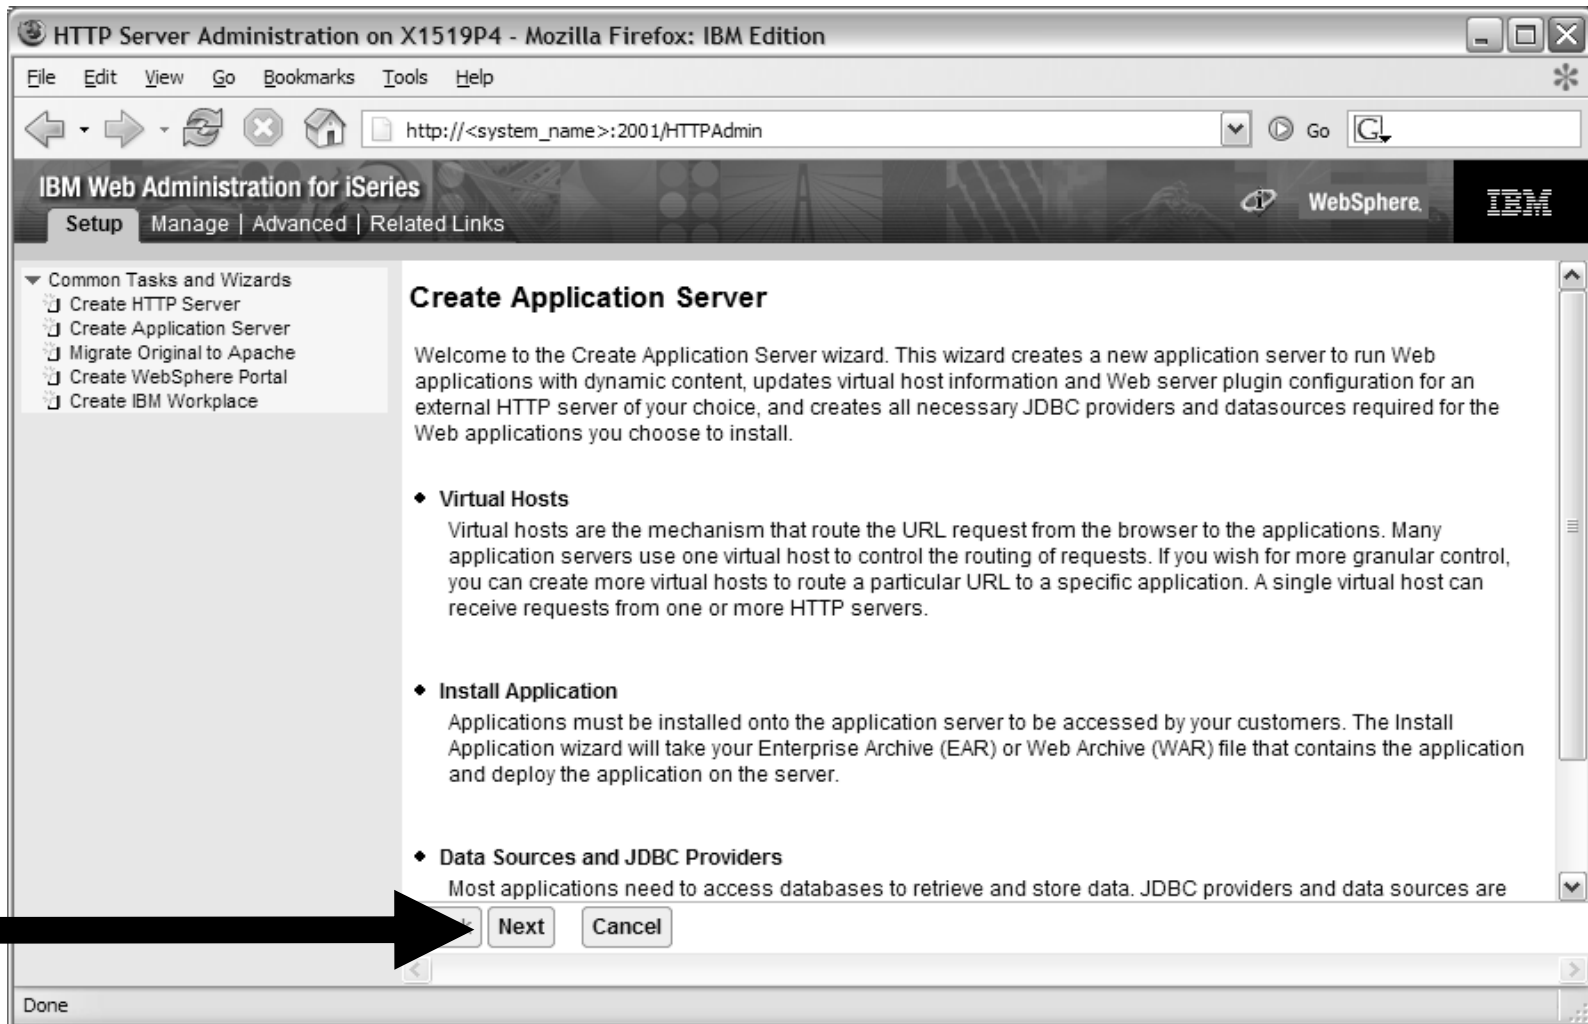 HTTP Server Administration on X1519P4 - Mozilla Firefox: IBM Edition
File Edit View Go Bookmarks Tools Help
http://<system_name>:2001/HTTPAdmin Go G
IBM Web Administration for iSeries
WebSphere. IBM
Setup Manage | Advanced | Related Links
Common Tasks and Wizards
Create HTTP Server
Create Application Server
Migrate Original to Apache
Create WebSphere Portal
Create IBM Workplace
Create Application Server
Welcome to the Create Application Server wizard. This wizard creates a new application server to run Web
applications with dynamic content, updates virtual host information and Web server plugin configuration for an
external HTTP server of your choice, and creates all necessary JDBC providers and datasources required for the
Web applications you choose to install.
Virtual Hosts
Virtual hosts are the mechanism that route the URL request from the browser to the applications. Many
application servers use one virtual host to control the routing of requests. If you wish for more granular control,
you can create more virtual hosts to route a particular URL to a specific application. A single virtual host can
receive requests from one or more HTTP servers.
Install Application
Applications must be installed onto the application server to be accessed by your customers. The Install
Application wizard will take your Enterprise Archive (EAR) or Web Archive (WAR) file that contains the application
and deploy the application on the server.
Data Sources and JDBC Providers
Most applications need to access databases to retrieve and store data. JDBC providers and data sources are
Next Cancel
Done